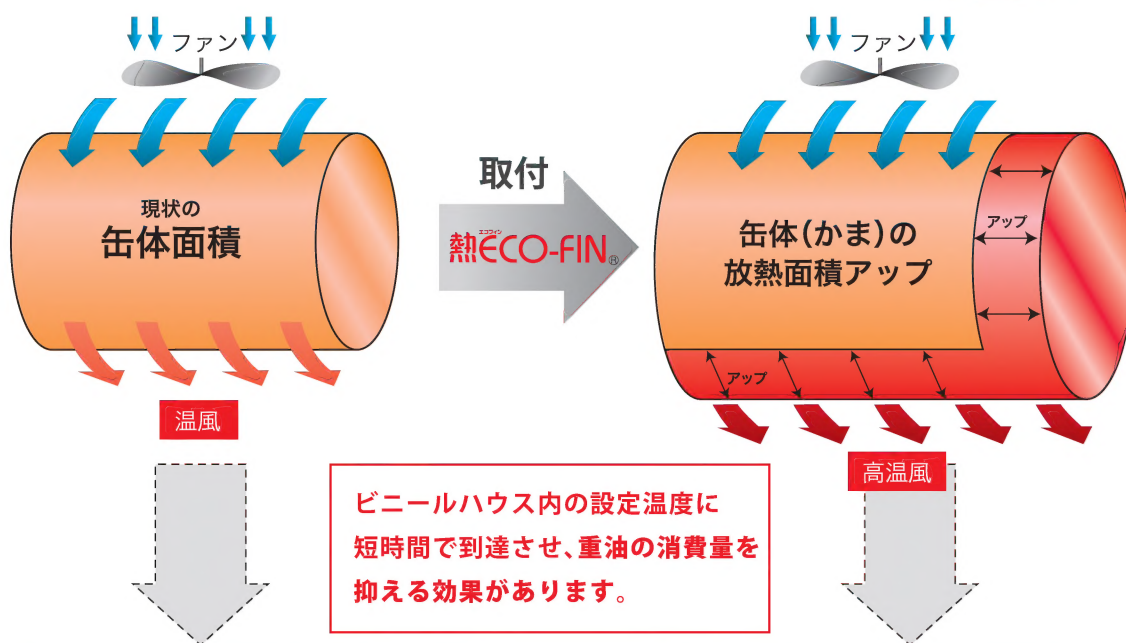 ファン
現状の
缶体面積
温風
取付
エコフィン
熱ECO-FIN®
ファン
缶体(かま)の
放熱面積アップ
アップ
アップ
高温風
ビニールハウス内の設定温度に
短時間で到達させ、重油の消費量を
抑える効果があります。